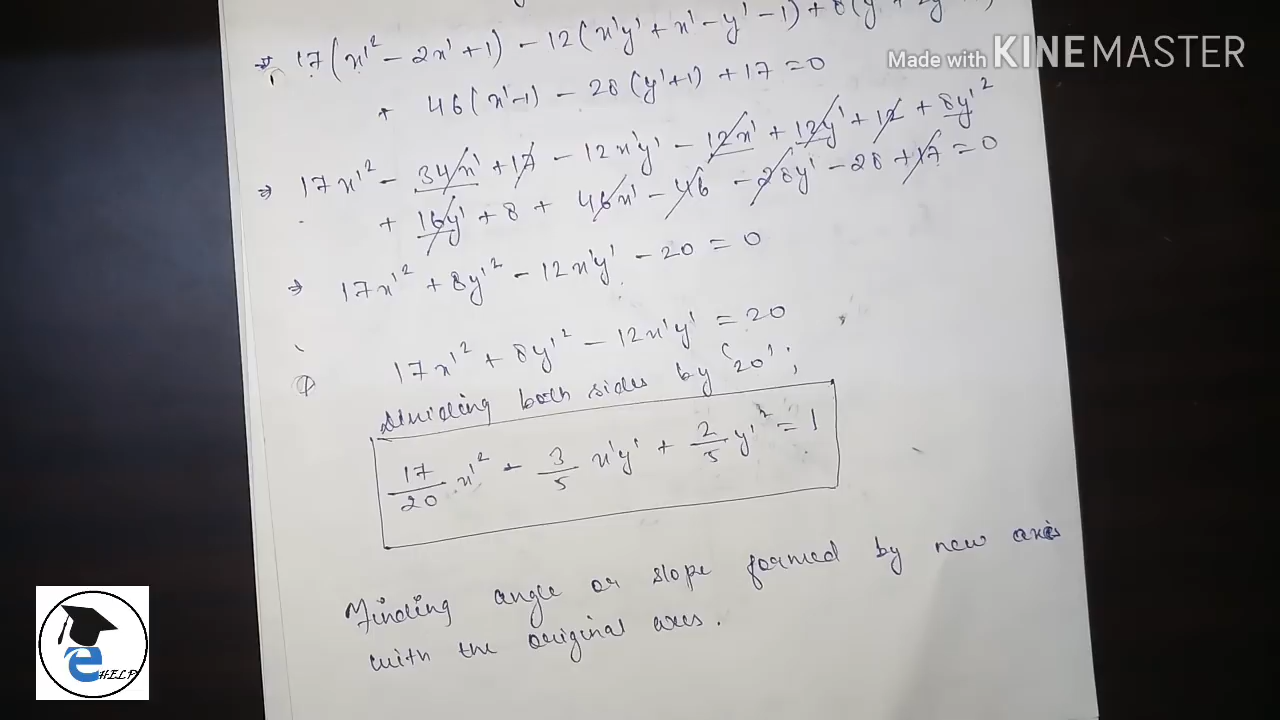 ⇒ 17(x'² - 2x' + 1) - 12(x'y' + x' - y' - 1) + 8(y
Made with KINEMASTER
+ 46(x'-1) - 28(y'+1) + 17 = 0
⇒ 17x'² - 34x' + 17 - 12x'y' - 12x' + 12y' + 12 + 8y'²
+ 16y' + 8 + 46x' - 46 - 28y' - 28 + 17 = 0
⇒ 17x'² + 8y'² - 12x'y' - 20 = 0
17x'² + 8y'² - 12x'y' = 20
Dividing both sides by '20';
17/20 x'² - 3/5 x'y' + 2/5 y'² = 1
Finding angle or slope formed by new axis
with the original axes.
e HELP